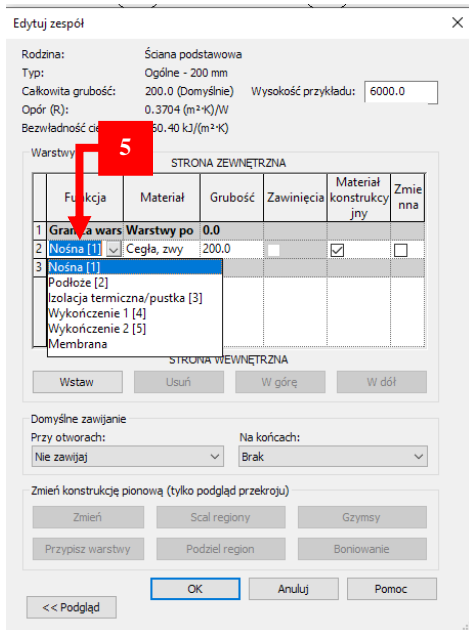 Edytuj zespół
Rodzina: Ściana podstawowa
Typ: Ogólne - 200 mm
Całkowita grubość: 200.0 (Domyślnie) Wysokość przykładu: 6000.0
Opór (R): 0.3704 (m²·K)/W
Bezwładność 60.40 kJ/(m²·K)
Warstwy
5
STRONA ZEWNĘTRZNA
Funkcja Materiał Grubość Zawinięcia Materiał konstrukcy jny Zmie nna
1 Granica wars Warstwy po 0.0
2 Nośna [1] Cegła, zwy 200.0
3 Nośna [1]
Podłoże [2]
Izolacja termiczna/pustka [3]
Wykończenie 1 [4]
Wykończenie 2 [5]
Membrana
STRONA WEWNĘTRZNA
Wstaw Usuń W górę W dół
Domyślne zawijanie
Przy otworach: Na końcach:
Nie zawijaj Brak
Zmień konstrukcję pionową (tylko podgląd przekroju)
Zmień Scal regiony Gzymsy
Przypisz warstwy Podziel region Boniowanie
OK Anuluj Pomoc
<< Podgląd